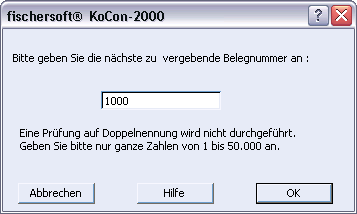 fischersoft® KoCon-2000
Bitte geben Sie die nächste zu vergebende Belegnummer an :
1000
Eine Prüfung auf Doppelnennung wird nicht durchgeführt.
Geben Sie bitte nur ganze Zahlen von 1 bis 50.000 an.
Abbrechen Hilfe OK